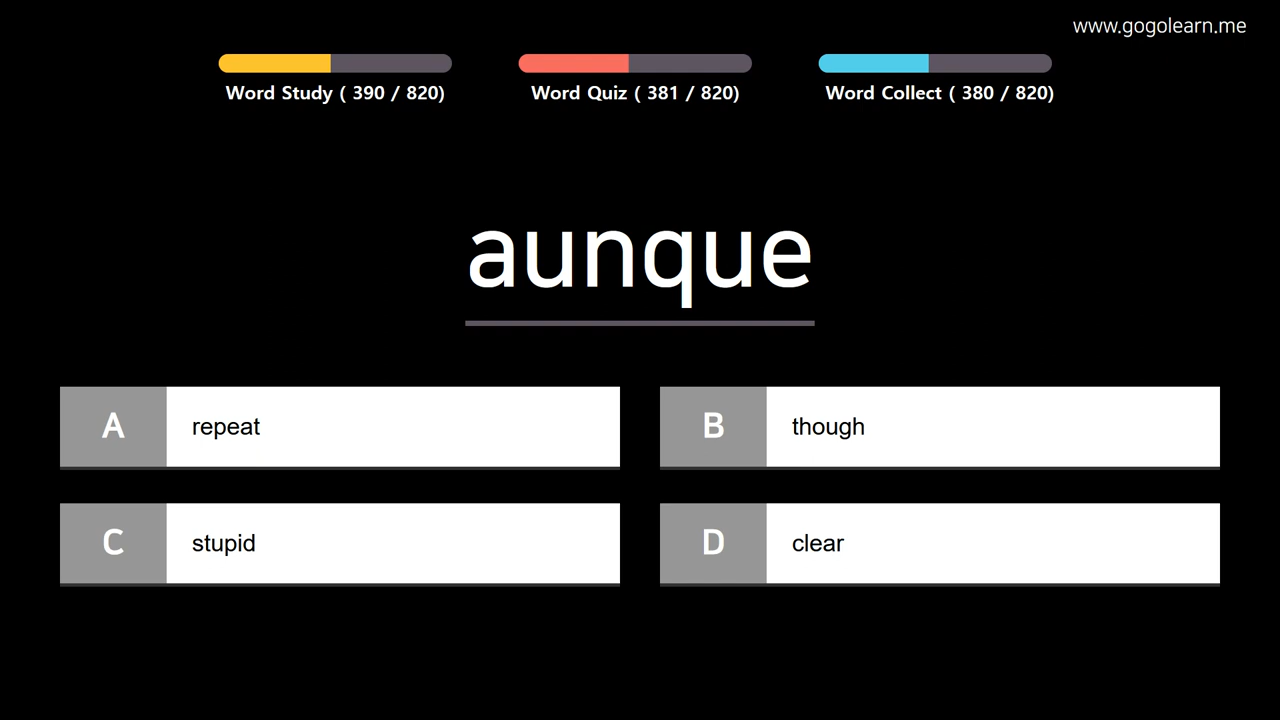 www.gogolearn.me
Word Study ( 390 / 820)
Word Quiz ( 381 / 820)
Word Collect ( 380 / 820)
aunque
A
repeat
B
though
C
stupid
D
clear